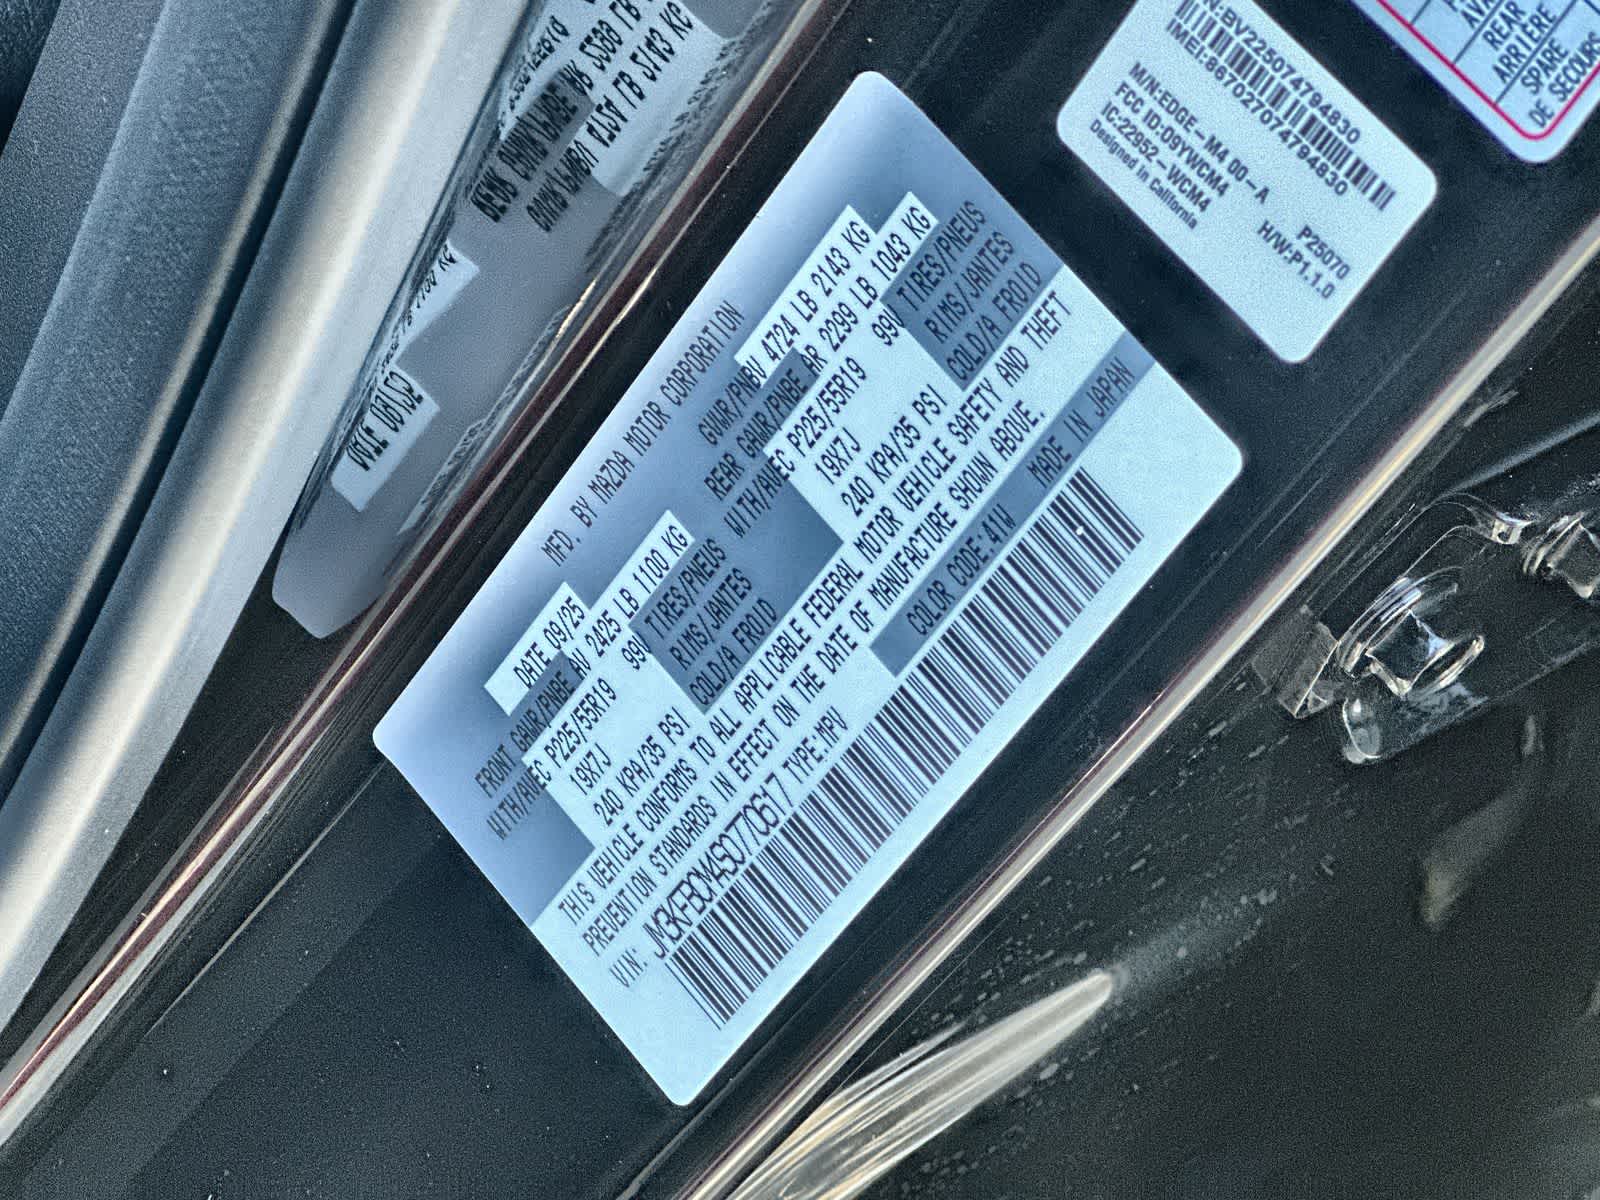 MFD. BY MAZDA MOTOR CORPORATION
DATE 09/25 GVWR/PNBV 4724 LB 2143 KG
FRONT GAWR/PNBE AV 2425 LB 1100 KG REAR GAWR/PNBE AR 2299 LB 1043 KG
WITH/AVEC P225/55R19 99V TIRES/PNEUS WITH/AVEC P225/55R19 99V TIRES/PNEUS
19X7J RIMS/JANTES 19X7J RIMS/JANTES
240 KPA/35 PSI COLD/A FROID 240 KPA/35 PSI COLD/A FROID
THIS VEHICLE CONFORMS TO ALL APPLICABLE FEDERAL MOTOR VEHICLE SAFETY AND THEFT
PREVENTION STANDARDS IN EFFECT ON THE DATE OF MANUFACTURE SHOWN ABOVE.
VIN: JM3KFBCM4S0770617 TYPE:MPV COLOR CODE:41W MADE IN JAPAN
N:BV225074794830
IMEI:867027074794830
M/N:EDGE-M4 00-A P25070
FCC ID:09YWCM4 H/W:P1.1.0
IC:22952-WCM4
Designed in California
REAR
ARRIÈRE
SPARE
DE SECOURS